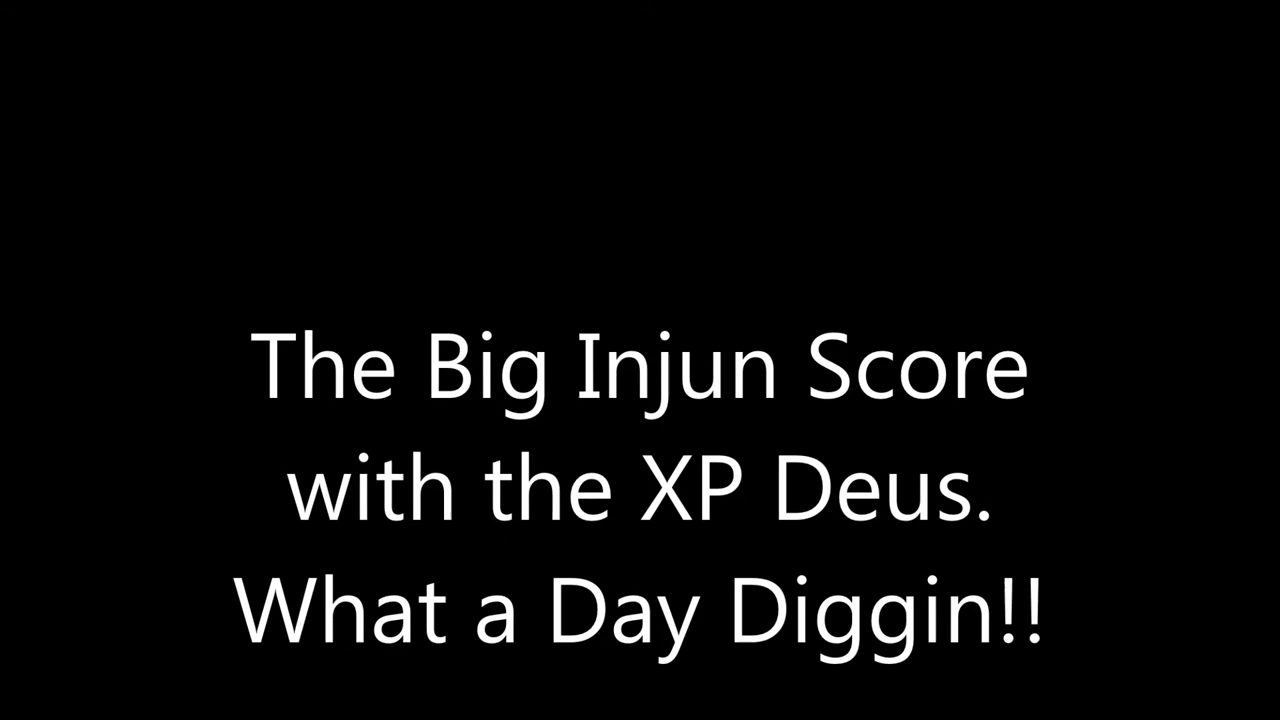 The Big Injun Score
with the XP Deus.
What a Day Diggin!!